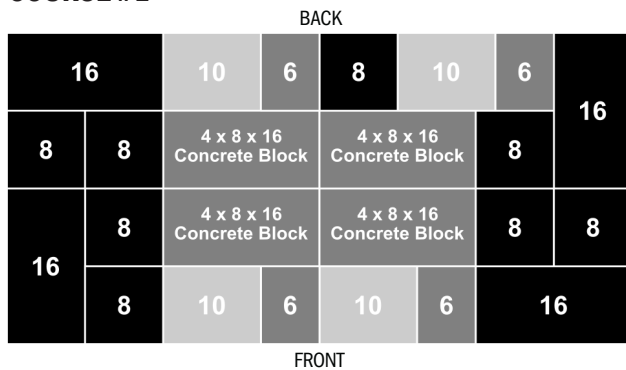 BACK
16 10 6 8 10 6 16
8 8 4 x 8 x 16 Concrete Block 4 x 8 x 16 Concrete Block 8
16 8 4 x 8 x 16 Concrete Block 4 x 8 x 16 Concrete Block 8 8
8 10 6 10 6 16
FRONT